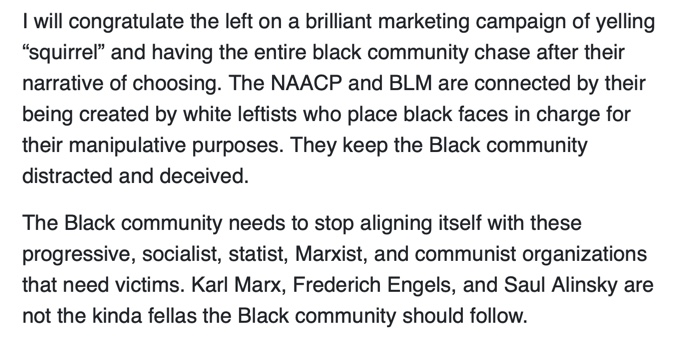 I will congratulate the left on a brilliant marketing campaign of yelling
“squirrel” and having the entire black community chase after their
narrative of choosing. The NAACP and BLM are connected by their
being created by white leftists who place black faces in charge for
their manipulative purposes. They keep the Black community
distracted and deceived.
The Black community needs to stop aligning itself with these
progressive, socialist, statist, Marxist, and communist organizations
that need victims. Karl Marx, Frederich Engels, and Saul Alinsky are
not the kinda fellas the Black community should follow.